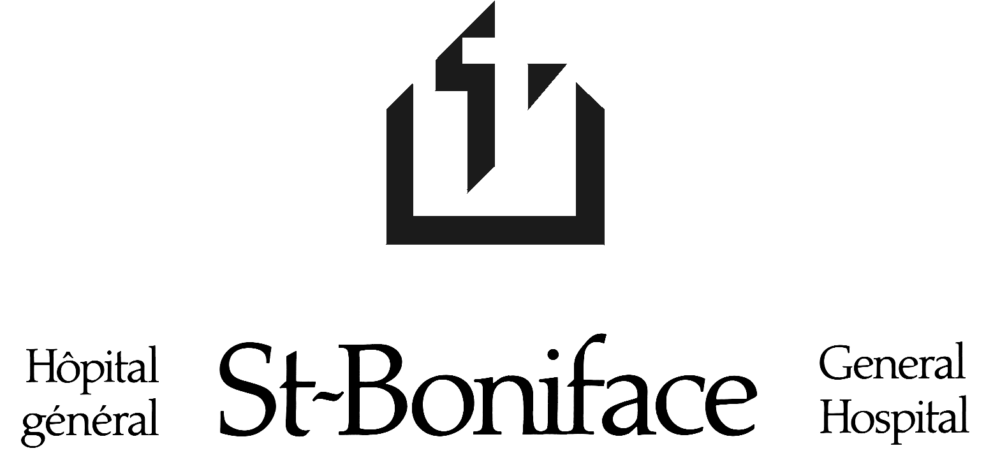 Hôpital
général
St-Boniface
General
Hospital